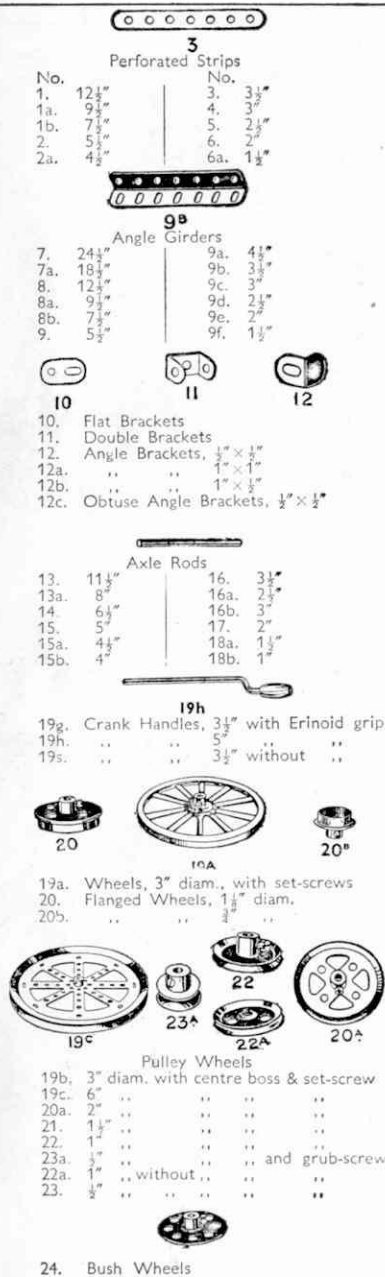 3
Perforated Strips
No. No.
1. 12½" 3. 3½"
1a. 9½" 4. 3"
1b. 7½" 5. 2½"
2. 5½" 6. 2"
2a. 4½" 6a. 1½"
9B
Angle Girders
7. 24½" 9a. 4½"
7a. 18½" 9b. 3½"
8. 12½" 9c. 3"
8a. 9½" 9d. 2½"
8b. 7½" 9e. 2"
9. 5½" 9f. 1½"
10 11 12
10. Flat Brackets
11. Double Brackets
12. Angle Brackets, ½" × ½"
12a. ,, ,, 1" × 1"
12b. ,, ,, 1" × ½"
12c. Obtuse Angle Brackets, ½" × ½"
Axle Rods
13. 11½" 16. 3½"
13a. 8" 16a. 2½"
14. 6½" 16b. 3"
15. 5" 17. 2"
15a. 4½" 18a. 1½"
15b. 4" 18b. 1"
19h
19g. Crank Handles, 3½" with Erinoid grip
19h. ,, ,, 5" ,, ,,
19s. ,, ,, 3½" without ,,
20 19A 20B
19a. Wheels, 3" diam., with set-screws
20. Flanged Wheels, 1⅛" diam.
20b. ,, ,, ¾" ,,
19C 23A 22 22A 20A
Pulley Wheels
19b. 3" diam. with centre boss & set-screw
19c. 6" ,, ,, ,, ,,
20a. 2" ,, ,, ,, ,,
21. 1½" ,, ,, ,, ,,
22. 1" ,, ,, ,, ,,
23a. ½" ,, ,, ,, and grub-screw
22a. 1" ,, without ,, ,, ,,
23. ½" ,, ,, ,, ,, ,,
24. Bush Wheels